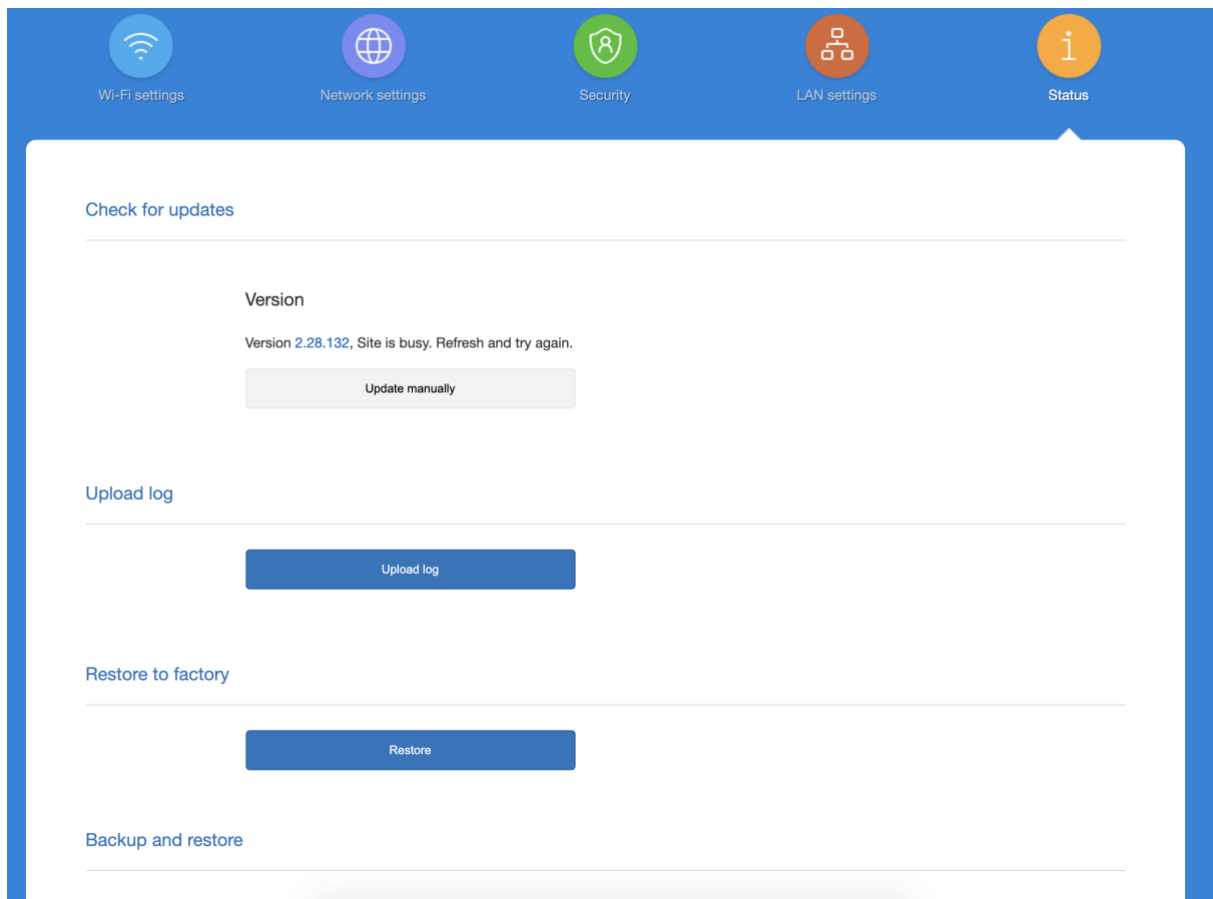 Wi-Fi settings
Network settings
Security
LAN settings
Status
Check for updates
Version
Version 2.28.132, Site is busy. Refresh and try again.
Update manually
Upload log
Upload log
Restore to factory
Restore
Backup and restore